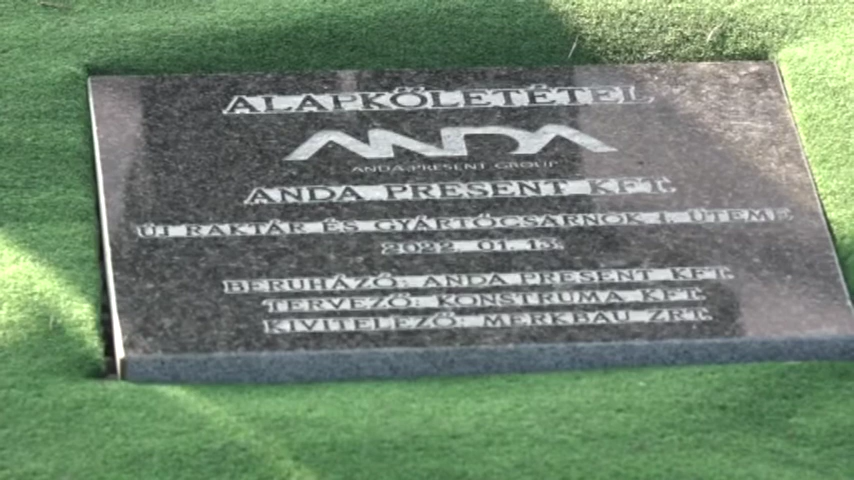 ALAPKŐLETÉTEL
ANDA
ANDA PRESENT GROUP
ANDA PRESENT KFT.
ÚJ RAKTÁR ÉS GYÁRTÓCSARNOK I. ÜTEME
2022. 01. 13.
BERUHÁZÓ: ANDA PRESENT KFT.
TERVEZŐ: KONSTRUMA KFT.
KIVITELEZŐ: MERKBAU ZRT.